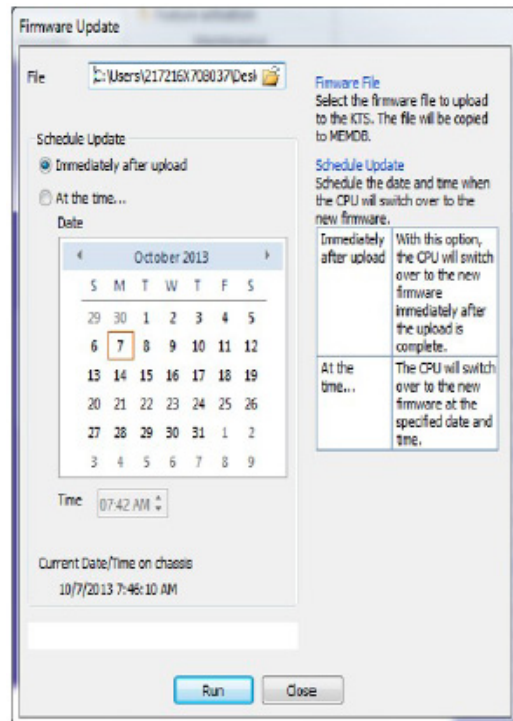 Firmware Update
File
C:\Users\217216X708037\Desk
Schedule Update
Immediately after upload
At the time...
Date
October 2013
S M T W T F S
29 30 1 2 3 4 5
6 7 8 9 10 11 12
13 14 15 16 17 18 19
20 21 22 23 24 25 26
27 28 29 30 31 1 2
3 4 5 6 7 8 9
Time
07:42 AM
Current Date/Time on chassis
10/7/2013 7:46:10 AM
Firmware File
Select the firmware file to upload
to the KTS. The file will be copied
to MEMDB.
Schedule Update
Schedule the date and time when
the CPU will switch over to the
new firmware.
Immediately
after upload
With this option,
the CPU will switch
over to the new
firmware
immediately after
the upload is
complete.
At the
time...
The CPU will switch
over to the new
firmware at the
specified date and
time.
Run
Close